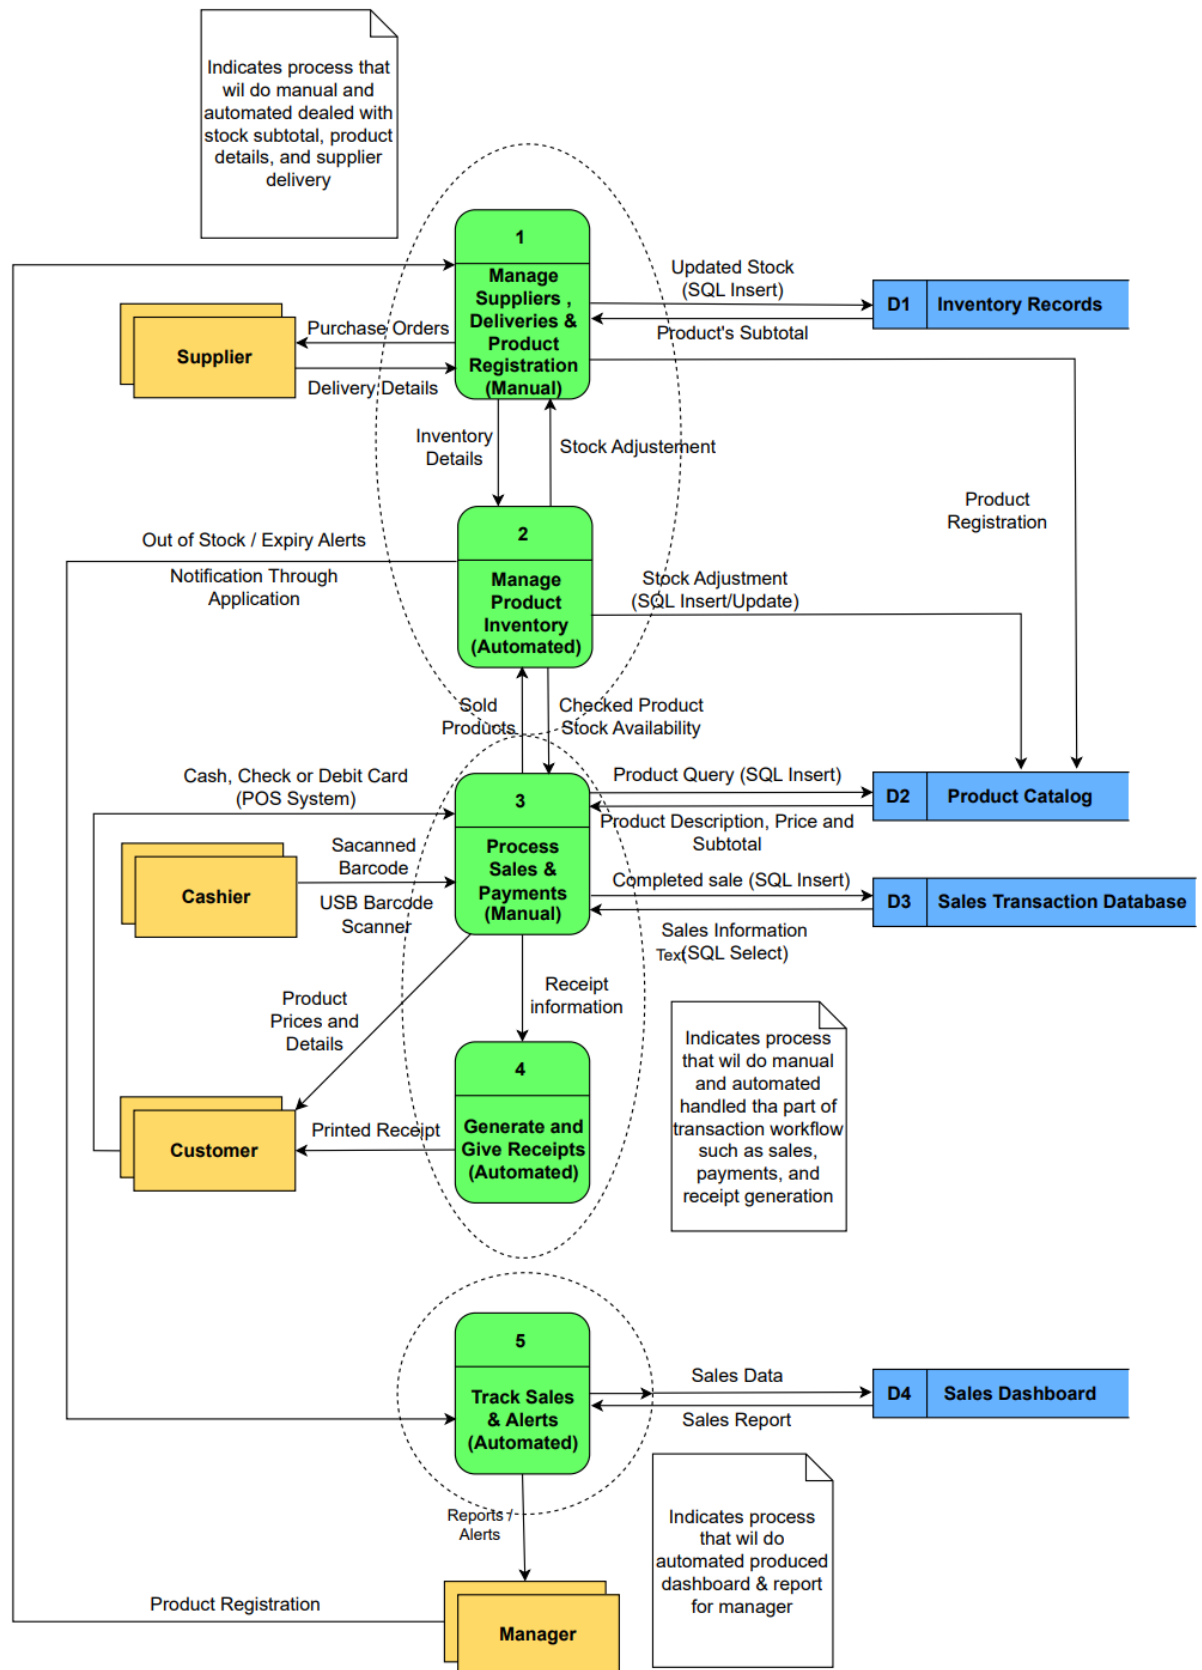 Indicates process that
wil do manual and
automated dealed with
stock subtotal, product
details, and supplier
delivery
1
Manage
Suppliers ,
Deliveries &
Product
Registration
(Manual)
Updated Stock
(SQL Insert)
Product's Subtotal
D1
Inventory Records
Supplier
Purchase Orders
Delivery Details
Inventory
Details
Stock Adjustement
Product
Registration
2
Manage
Product
Inventory
(Automated)
Out of Stock / Expiry Alerts
Notification Through
Application
Stock Adjustment
(SQL Insert/Update)
Sold
Products
Checked Product
Stock Availability
Cash, Check or Debit Card
(POS System)
3
Process
Sales &
Payments
(Manual)
Product Query (SQL Insert)
Product Description, Price and
Subtotal
D2
Product Catalog
Cashier
Sacanned
Barcode
USB Barcode
Scanner
Completed sale (SQL Insert)
Sales Information
Text(SQL Select)
D3
Sales Transaction Database
Product
Prices and
Details
Receipt
information
4
Generate and
Give Receipts
(Automated)
Customer
Printed Receipt
Indicates process
that wil do manual
and automated
handled tha part of
transaction workflow
such as sales,
payments, and
receipt generation
5
Track Sales
& Alerts
(Automated)
Sales Data
Sales Report
D4
Sales Dashboard
Reports /
Alerts
Indicates process
that wil do
automated produced
dashboard & report
for manager
Product Registration
Manager